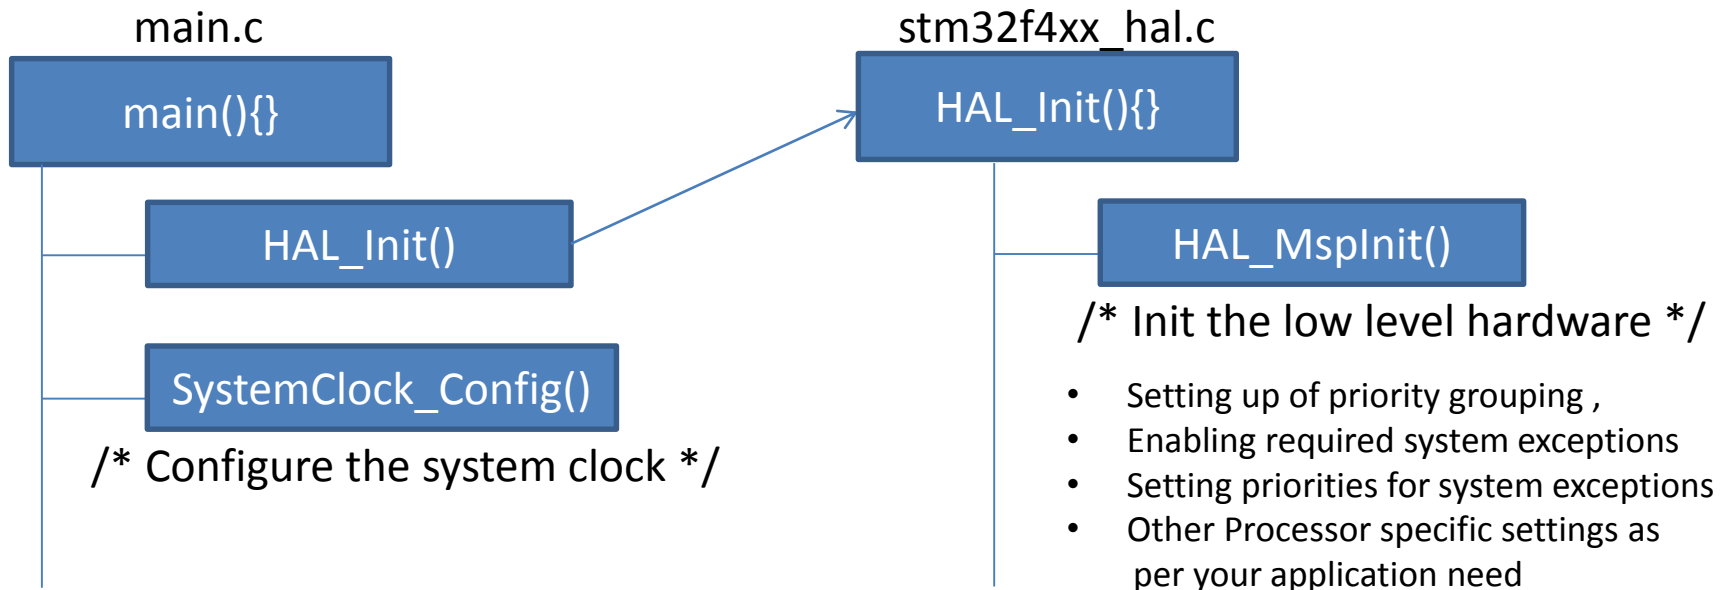 main.c
main(){}
HAL_Init()
SystemClock_Config()
/* Configure the system clock */
stm32f4xx_hal.c
HAL_Init(){}
HAL_MspInit()
/* Init the low level hardware */
• Setting up of priority grouping ,
• Enabling required system exceptions
• Setting priorities for system exceptions
• Other Processor specific settings as
per your application need